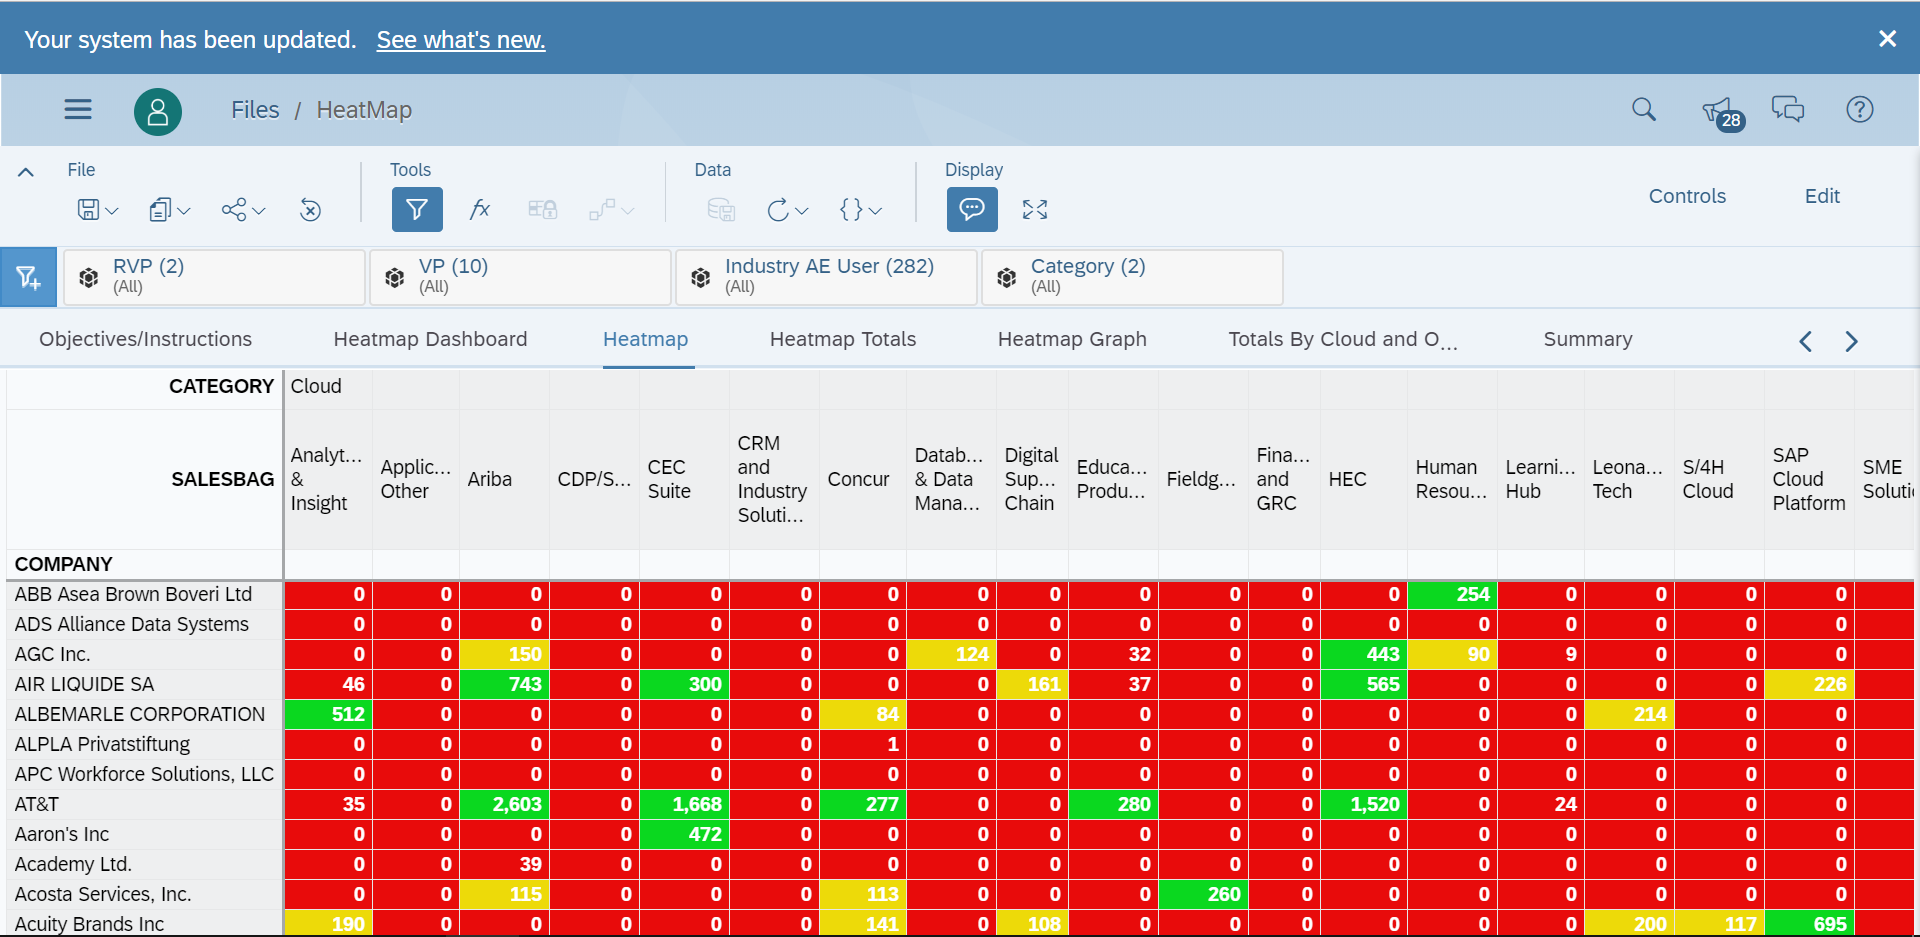 Your system has been updated. See what's new.
Files / HeatMap
28
File Tools Data Display
Controls Edit
RVP (2) VP (10) Industry AE User (282) Category (2)
(All) (All) (All) (All)
Objectives/Instructions Heatmap Dashboard Heatmap Heatmap Totals Heatmap Graph Totals By Cloud and O... Summary
CATEGORY Cloud
SALESBAG
Analyt...
&
Insight
Applic...
Other
Ariba
CDP/S...
CEC
Suite
CRM
and
Industry
Soluti...
Concur
Datab...
& Data
Mana...
Digital
Sup...
Chain
Educa...
Produ...
Fieldg...
Fina...
and
GRC
HEC
Human
Resou...
Learni...
Hub
Leona...
Tech
S/4H
Cloud
SAP
Cloud
Platform
SME
Soluti
COMPANY
ABB Asea Brown Boveri Ltd 0 0 0 0 0 0 0 0 0 0 0 0 0 254 0 0 0 0
ADS Alliance Data Systems 0 0 0 0 0 0 0 0 0 0 0 0 0 0 0 0 0 0
AGC Inc. 0 0 150 0 0 0 0 124 0 32 0 0 443 90 9 0 0 0
AIR LIQUIDE SA 46 0 743 0 300 0 0 0 161 37 0 0 565 0 0 0 0 226
ALBEMARLE CORPORATION 512 0 0 0 0 0 84 0 0 0 0 0 0 0 0 214 0 0
ALPLA Privatstiftung 0 0 0 0 0 0 1 0 0 0 0 0 0 0 0 0 0 0
APC Workforce Solutions, LLC 0 0 0 0 0 0 0 0 0 0 0 0 0 0 0 0 0 0
AT&T 35 0 2,603 0 1,668 0 277 0 0 280 0 0 1,520 0 24 0 0 0
Aaron's Inc 0 0 0 0 472 0 0 0 0 0 0 0 0 0 0 0 0 0
Academy Ltd. 0 0 39 0 0 0 0 0 0 0 0 0 0 0 0 0 0 0
Acosta Services, Inc. 0 0 115 0 0 0 113 0 0 0 260 0 0 0 0 0 0 0
Acuity Brands Inc 190 0 0 0 0 0 141 0 108 0 0 0 0 0 0 200 117 695